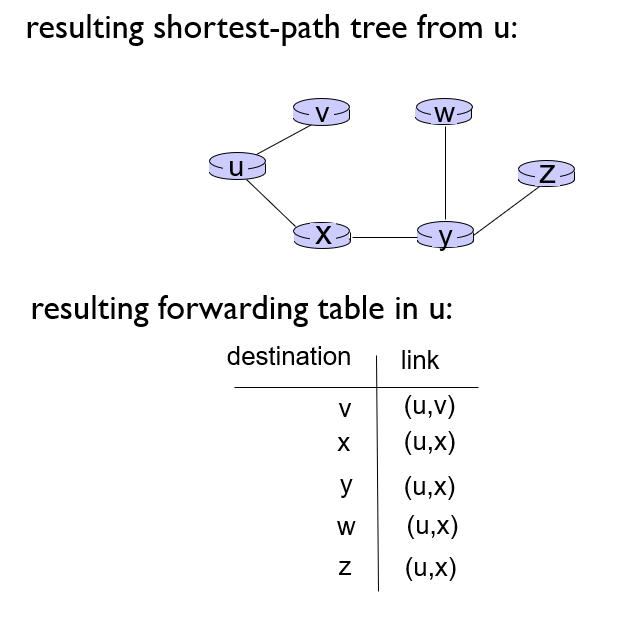 resulting shortest-path tree from u:
v
w
u
z
x
y
resulting forwarding table in u:
destination link
v (u,v)
x (u,x)
y (u,x)
w (u,x)
z (u,x)